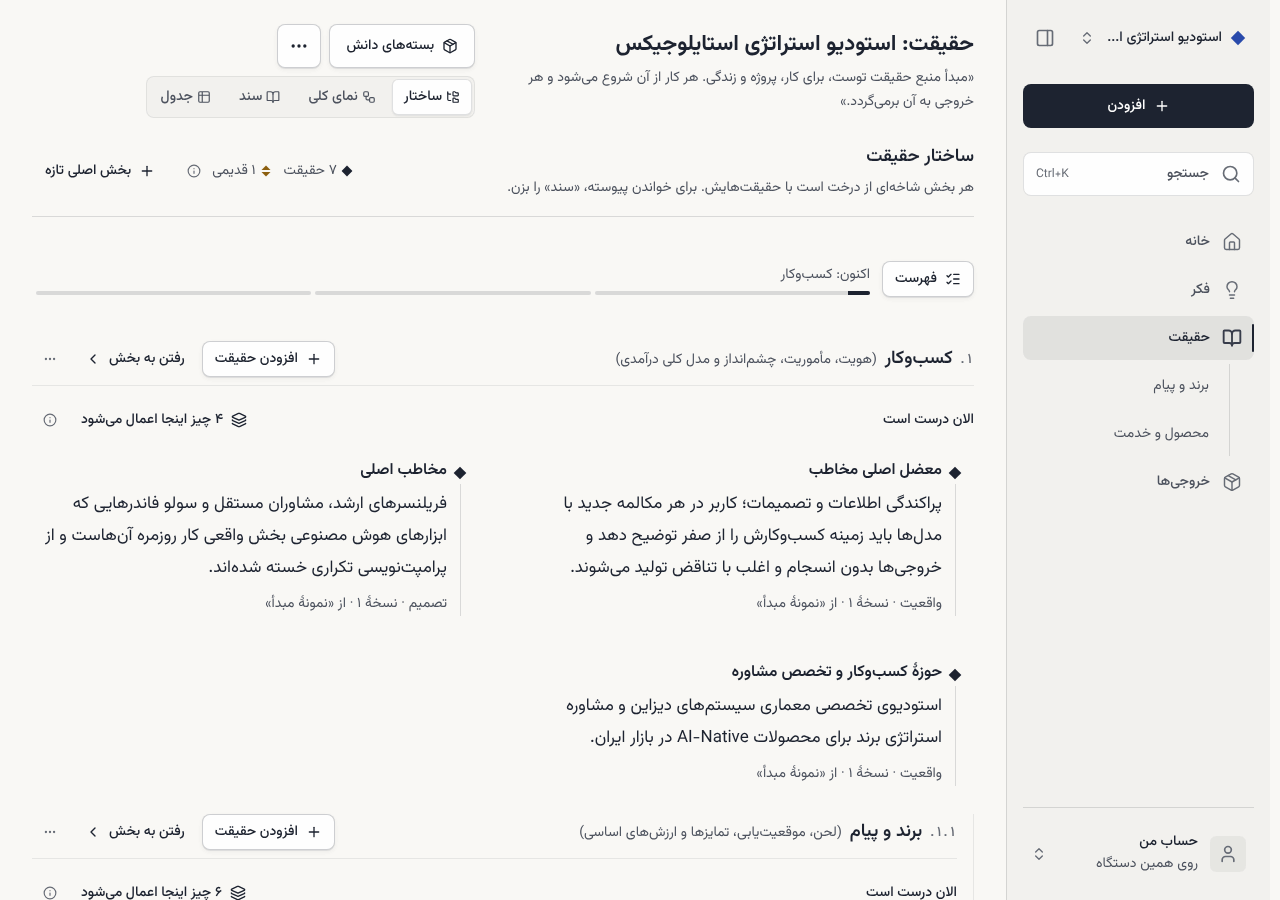 استودیو استراتژی ا...
افزودن
جستجو
Ctrl+K
خانه
فکر
حقیقت
برند و پیام
محصول و خدمت
خروجی‌ها
حساب من
روی همین دستگاه
حقیقت: استودیو استراتژی استایلوجیکس
«مبدأ منبع حقیقت توست، برای کار، پروژه و زندگی. هر کار از آن شروع می‌شود و هر
خروجی به آن برمی‌گردد.»
بسته‌های دانش
ساختار
نمای کلی
سند
جدول
ساختار حقیقت
هر بخش شاخه‌ای از درخت است با حقیقت‌هایش. برای خواندن پیوسته، «سند» را بزن.
۷ حقیقت
۱ قدیمی
بخش اصلی تازه
فهرست
اکنون: کسب‌وکار
۱. کسب‌وکار (هویت، مأموریت، چشم‌انداز و مدل کلی درآمدی)
افزودن حقیقت
رفتن به بخش
الان درست است
۴ چیز اینجا اعمال می‌شود
معضل اصلی مخاطب
پراکندگی اطلاعات و تصمیمات؛ کاربر در هر مکالمه جدید با
مدل‌ها باید زمینه کسب‌وکارش را از صفر توضیح دهد و
خروجی‌ها بدون انسجام و اغلب با تناقض تولید می‌شوند.
واقعیت · نسخهٔ ۱ · از «نمونهٔ مبدأ»
مخاطب اصلی
فریلنسرهای ارشد، مشاوران مستقل و سولو فاندرهایی که
ابزارهای هوش مصنوعی بخش واقعی کار روزمره آن‌هاست و از
پرامپت‌نویسی تکراری خسته شده‌اند.
تصمیم · نسخهٔ ۱ · از «نمونهٔ مبدأ»
حوزهٔ کسب‌وکار و تخصص مشاوره
استودیوی تخصصی معماری سیستم‌های دیزاین و مشاوره
استراتژی برند برای محصولات AI-Native در بازار ایران.
واقعیت · نسخهٔ ۱ · از «نمونهٔ مبدأ»
۱.۱. برند و پیام (لحن، موقعیت‌یابی، تمایزها و ارزش‌های اساسی)
افزودن حقیقت
رفتن به بخش
الان درست است
۶ چیز اینجا اعمال می‌شود